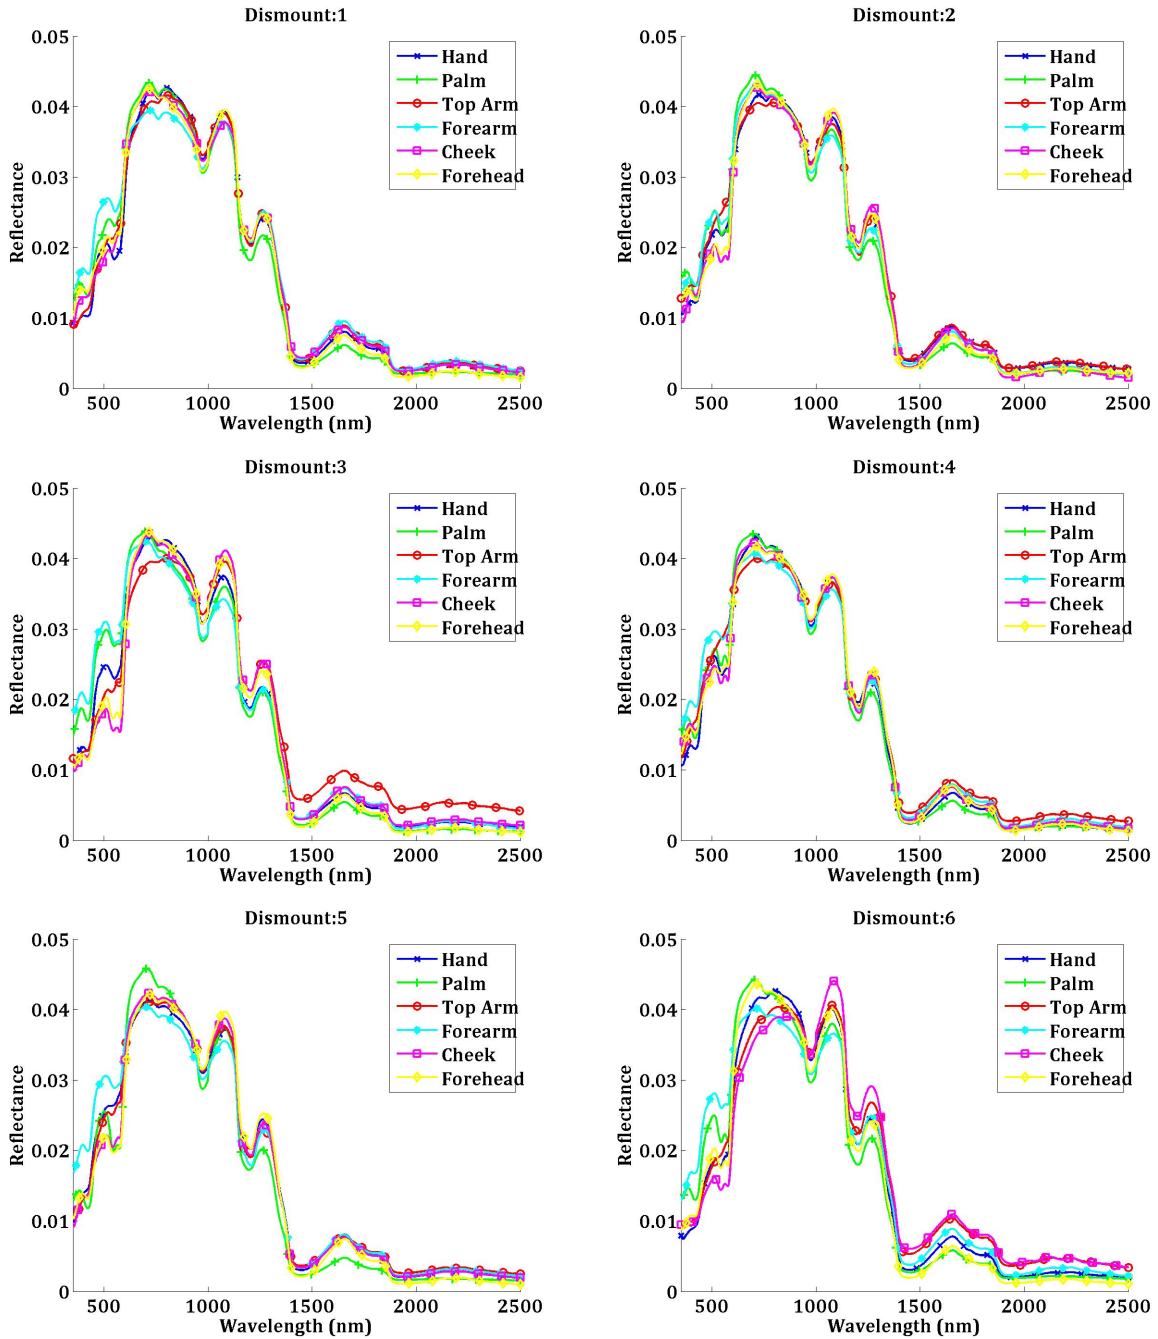 Dismount:1
0.05
0.04
0.03
0.02
0.01
0
Reflectance
500
1000
1500
2000
2500
Wavelength (nm)
Hand
Palm
Top Arm
Forearm
Cheek
Forehead
Dismount:2
0.05
0.04
0.03
0.02
0.01
0
Reflectance
500
1000
1500
2000
2500
Wavelength (nm)
Hand
Palm
Top Arm
Forearm
Cheek
Forehead
Dismount:3
0.05
0.04
0.03
0.02
0.01
0
Reflectance
500
1000
1500
2000
2500
Wavelength (nm)
Hand
Palm
Top Arm
Forearm
Cheek
Forehead
Dismount:4
0.05
0.04
0.03
0.02
0.01
0
Reflectance
500
1000
1500
2000
2500
Wavelength (nm)
Hand
Palm
Top Arm
Forearm
Cheek
Forehead
Dismount:5
0.05
0.04
0.03
0.02
0.01
0
Reflectance
500
1000
1500
2000
2500
Wavelength (nm)
Hand
Palm
Top Arm
Forearm
Cheek
Forehead
Dismount:6
0.05
0.04
0.03
0.02
0.01
0
Reflectance
500
1000
1500
2000
2500
Wavelength (nm)
Hand
Palm
Top Arm
Forearm
Cheek
Forehead